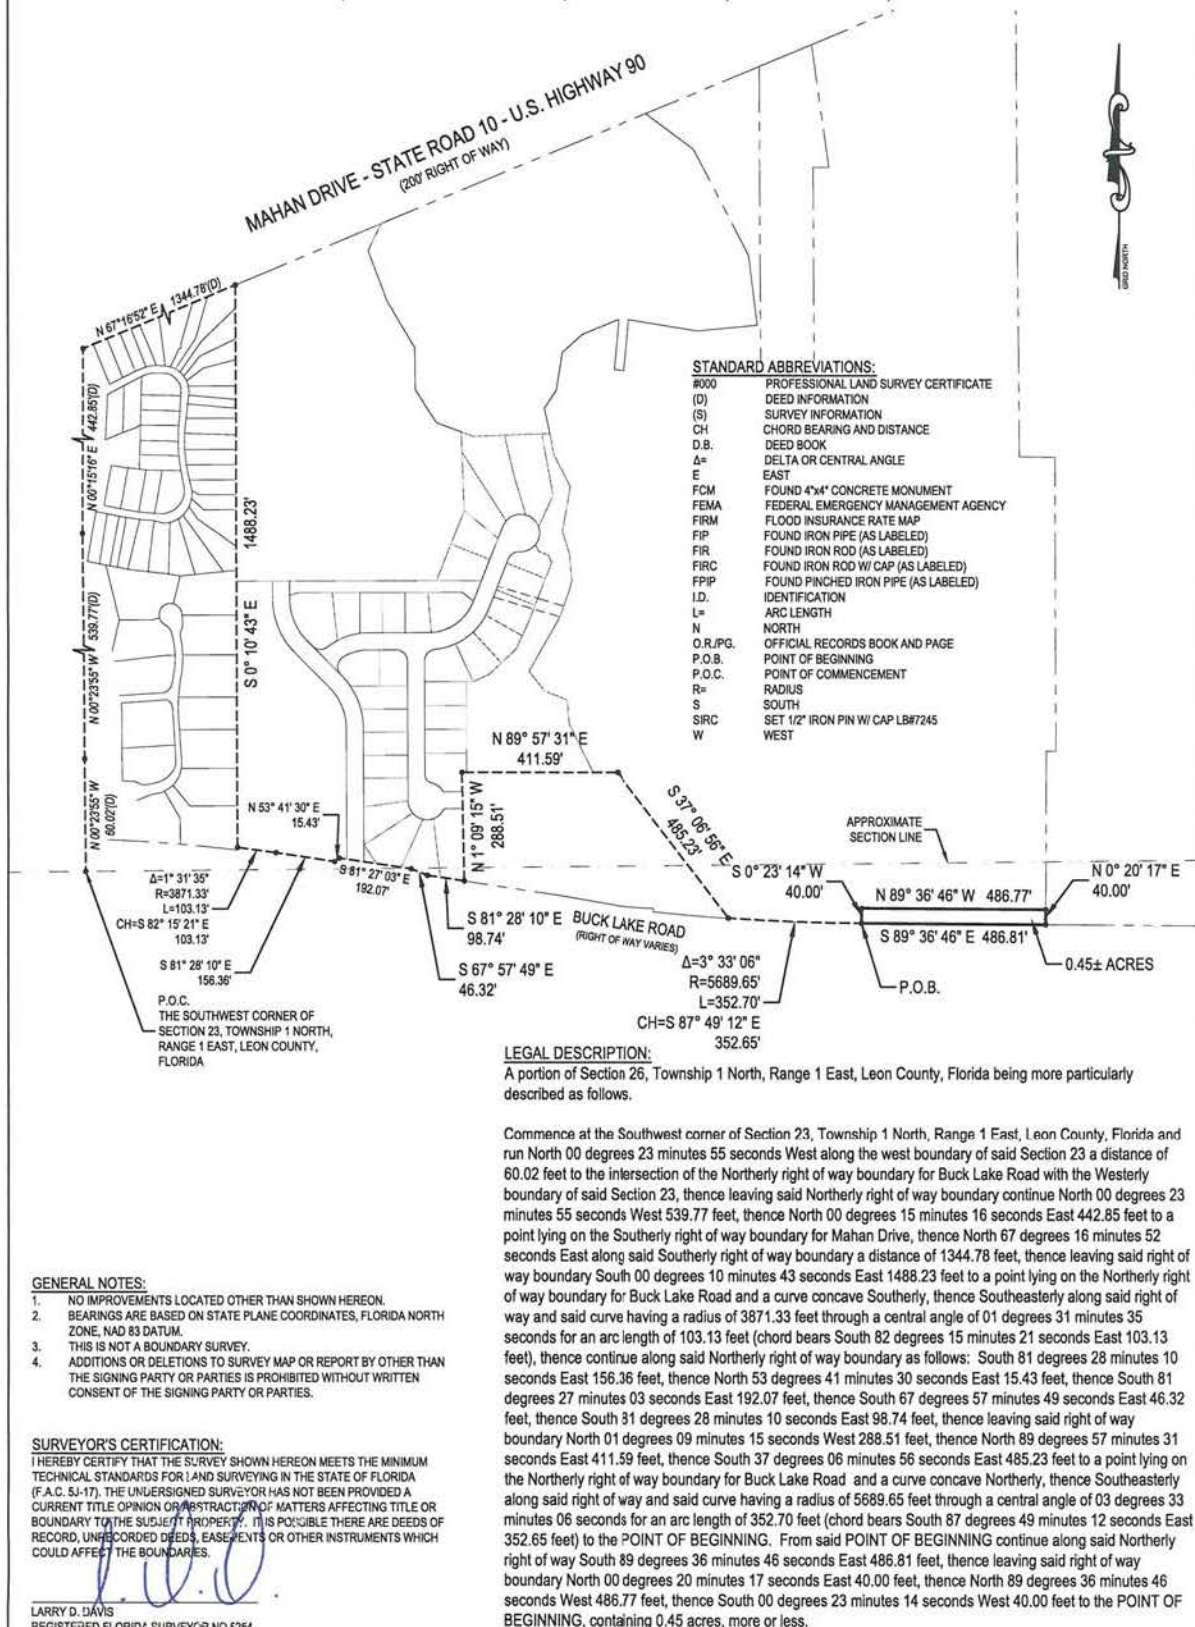 MAHAN DRIVE - STATE ROAD 10 - U.S. HIGHWAY 90
(200' RIGHT OF WAY)
GRID NORTH
N 67°16'52" E 1344.78'(D)
N 00°15'16" E 442.85'(D)
N 00°23'55" W 539.77'(D)
N 00°23'55" W
60.02'(D)
1488.23'
S 0° 10' 43" E
STANDARD ABBREVIATIONS:
#000 PROFESSIONAL LAND SURVEY CERTIFICATE
(D) DEED INFORMATION
(S) SURVEY INFORMATION
CH CHORD BEARING AND DISTANCE
D.B. DEED BOOK
Δ= DELTA OR CENTRAL ANGLE
E EAST
FCM FOUND 4"x4" CONCRETE MONUMENT
FEMA FEDERAL EMERGENCY MANAGEMENT AGENCY
FIRM FLOOD INSURANCE RATE MAP
FIP FOUND IRON PIPE (AS LABELED)
FIR FOUND IRON ROD (AS LABELED)
FIRC FOUND IRON ROD W/ CAP (AS LABELED)
FPIP FOUND PINCHED IRON PIPE (AS LABELED)
I.D. IDENTIFICATION
L= ARC LENGTH
N NORTH
O.R./PG. OFFICIAL RECORDS BOOK AND PAGE
P.O.B. POINT OF BEGINNING
P.O.C. POINT OF COMMENCEMENT
R= RADIUS
S SOUTH
SIRC SET 1/2" IRON PIN W/ CAP LB#7245
W WEST
N 89° 57' 31" E
411.59'
N 1° 09' 15" W
288.51'
S 37° 06' 56" E
485.23'
N 53° 41' 30" E
15.43'
S 81° 27' 03" E
192.07'
APPROXIMATE
SECTION LINE
S 0° 23' 14" W
40.00'
N 89° 36' 46" W 486.77'
N 0° 20' 17" E
40.00'
S 89° 36' 46" E 486.81'
0.45± ACRES
P.O.B.
Δ=1° 31' 35"
R=3871.33'
L=103.13'
CH=S 82° 15' 21" E
103.13'
S 81° 28' 10" E
156.36'
S 81° 28' 10" E
98.74'
S 67° 57' 49" E
46.32'
BUCK LAKE ROAD
(RIGHT OF WAY VARIES)
Δ=3° 33' 06"
R=5689.65'
L=352.70'
CH=S 87° 49' 12" E
352.65'
P.O.C.
THE SOUTHWEST CORNER OF
SECTION 23, TOWNSHIP 1 NORTH,
RANGE 1 EAST, LEON COUNTY,
FLORIDA
LEGAL DESCRIPTION:
A portion of Section 26, Township 1 North, Range 1 East, Leon County, Florida being more particularly
described as follows.
Commence at the Southwest corner of Section 23, Township 1 North, Range 1 East, Leon County, Florida and
run North 00 degrees 23 minutes 55 seconds West along the west boundary of said Section 23 a distance of
60.02 feet to the intersection of the Northerly right of way boundary for Buck Lake Road with the Westerly
boundary of said Section 23, thence leaving said Northerly right of way boundary continue North 00 degrees 23
minutes 55 seconds West 539.77 feet, thence North 00 degrees 15 minutes 16 seconds East 442.85 feet to a
point lying on the Southerly right of way boundary for Mahan Drive, thence North 67 degrees 16 minutes 52
seconds East along said Southerly right of way boundary a distance of 1344.78 feet, thence leaving said right of
way boundary South 00 degrees 10 minutes 43 seconds East 1488.23 feet to a point lying on the Northerly right
of way boundary for Buck Lake Road and a curve concave Southerly, thence Southeasterly along said right of
way and said curve having a radius of 3871.33 feet through a central angle of 01 degrees 31 minutes 35
seconds for an arc length of 103.13 feet (chord bears South 82 degrees 15 minutes 21 seconds East 103.13
feet), thence continue along said Northerly right of way boundary as follows: South 81 degrees 28 minutes 10
seconds East 156.36 feet, thence North 53 degrees 41 minutes 30 seconds East 15.43 feet, thence South 81
degrees 27 minutes 03 seconds East 192.07 feet, thence South 67 degrees 57 minutes 49 seconds East 46.32
feet, thence South 81 degrees 28 minutes 10 seconds East 98.74 feet, thence leaving said right of way
boundary North 01 degrees 09 minutes 15 seconds West 288.51 feet, thence North 89 degrees 57 minutes 31
seconds East 411.59 feet, thence South 37 degrees 06 minutes 56 seconds East 485.23 feet to a point lying on
the Northerly right of way boundary for Buck Lake Road and a curve concave Northerly, thence Southeasterly
along said right of way and said curve having a radius of 5689.65 feet through a central angle of 03 degrees 33
minutes 06 seconds for an arc length of 352.70 feet (chord bears South 87 degrees 49 minutes 12 seconds East
352.65 feet) to the POINT OF BEGINNING. From said POINT OF BEGINNING continue along said Northerly
right of way South 89 degrees 36 minutes 46 seconds East 486.81 feet, thence leaving said right of way
boundary North 00 degrees 20 minutes 17 seconds East 40.00 feet, thence North 89 degrees 36 minutes 46
seconds West 486.77 feet, thence South 00 degrees 23 minutes 14 seconds West 40.00 feet to the POINT OF
BEGINNING, containing 0.45 acres, more or less.
GENERAL NOTES:
1. NO IMPROVEMENTS LOCATED OTHER THAN SHOWN HEREON.
2. BEARINGS ARE BASED ON STATE PLANE COORDINATES, FLORIDA NORTH
ZONE, NAD 83 DATUM.
3. THIS IS NOT A BOUNDARY SURVEY.
4. ADDITIONS OR DELETIONS TO SURVEY MAP OR REPORT BY OTHER THAN
THE SIGNING PARTY OR PARTIES IS PROHIBITED WITHOUT WRITTEN
CONSENT OF THE SIGNING PARTY OR PARTIES.
SURVEYOR'S CERTIFICATION:
I HEREBY CERTIFY THAT THE SURVEY SHOWN HEREON MEETS THE MINIMUM
TECHNICAL STANDARDS FOR LAND SURVEYING IN THE STATE OF FLORIDA
(F.A.C. 5J-17). THE UNDERSIGNED SURVEYOR HAS NOT BEEN PROVIDED A
CURRENT TITLE OPINION OR ABSTRACTION OF MATTERS AFFECTING TITLE OR
BOUNDARY TO THE SUBJECT PROPERTY. IT IS POSSIBLE THERE ARE DEEDS OF
RECORD, UNRECORDED DEEDS, EASEMENTS OR OTHER INSTRUMENTS WHICH
COULD AFFECT THE BOUNDARIES.
LARRY D. DAVIS
REGISTERED FLORIDA SURVEYOR NO.5254